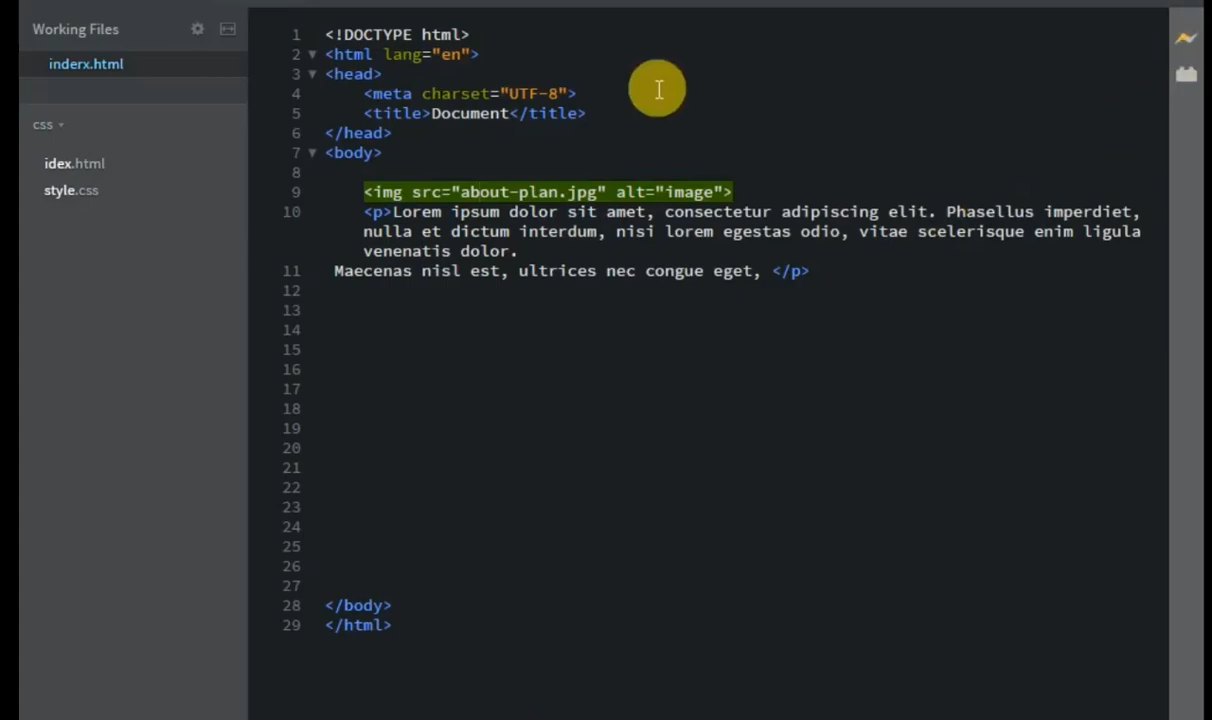 Working Files
inderx.html
css
idex.html
style.css
1 <!DOCTYPE html>
2 <html lang="en">
3 <head>
4 <meta charset="UTF-8">
5 <title>Document</title>
6 </head>
7 <body>
8
9 <img src="about-plan.jpg" alt="image">
10 <p>Lorem ipsum dolor sit amet, consectetur adipiscing elit. Phasellus imperdiet,
nulla et dictum interdum, nisi lorem egestas odio, vitae scelerisque enim ligula
venenatis dolor.
11 Maecenas nisl est, ultrices nec congue eget, </p>
12
13
14
15
16
17
18
19
20
21
22
23
24
25
26
27
28 </body>
29 </html>